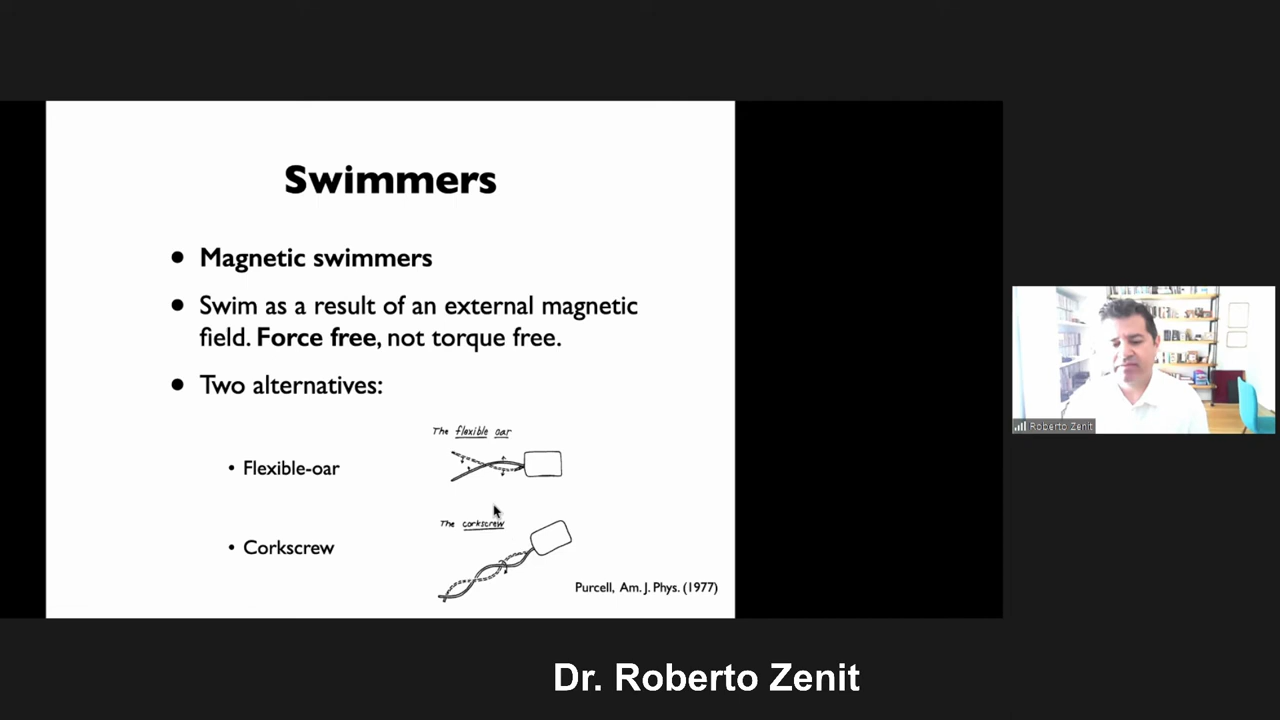 Swimmers
• Magnetic swimmers
• Swim as a result of an external magnetic
field. Force free, not torque free.
• Two alternatives:
The flexible oar
• Flexible-oar
The corkscrew
• Corkscrew
Purcell, Am. J. Phys. (1977)
Roberto Zenit
Dr. Roberto Zenit